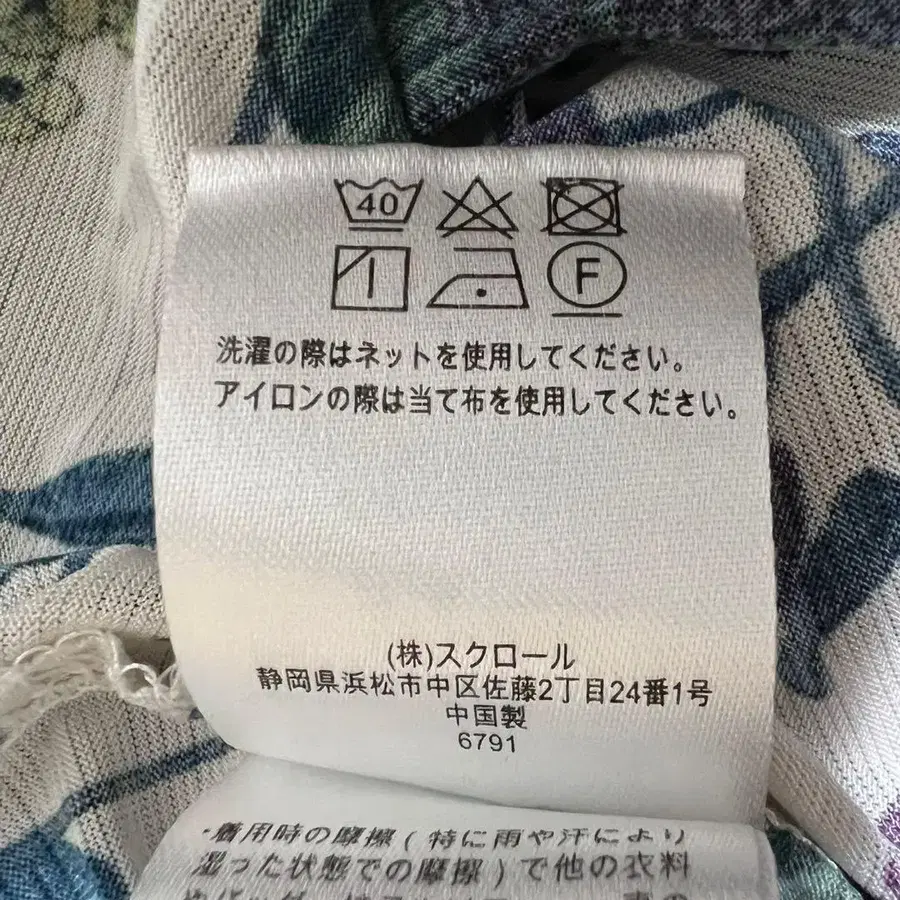 40
F
洗濯の際はネットを使用してください。
アイロンの際は当て布を使用してください。
(株)スクロール
静岡県浜松市中区佐藤2丁目24番1号
中国製
6791
・着用時の摩擦(特に雨や汗により
湿った状態での摩擦)で他の衣料